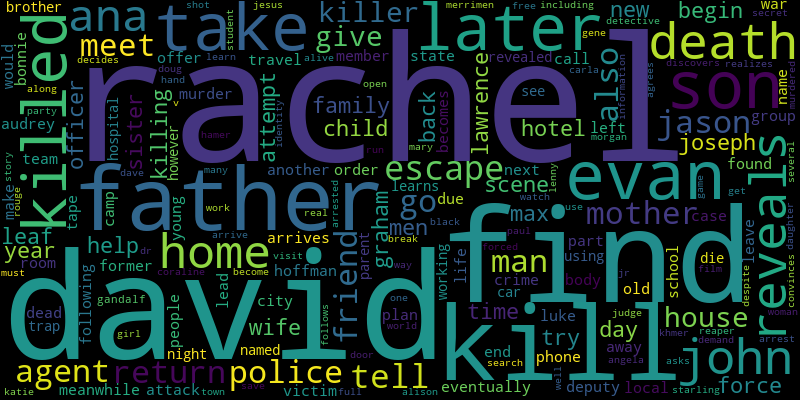 brother ana take killer later new begin war secret
would bonnie meet shot jesus student give merrimen free including detective gene death
killed decides offer travel member state revealed call carla also information agrees
rachel son discovers realizes name murdered
audrey officer hospital sister murder hand doug learn alive open family see lawrence jason group
team along party killing however v attempt identity child back becomes hotel left morgan joseph several
make story rouge tape camp hamer dave many another run order mary escape next found reveals
father young work real learns due scene evan game get
leaf go max mother case daughter
year room help former arrives arrive dr arrested graham men black break friend parent lenny watch part use using school leave
must home visit coraline become hoffman working life man paul forced crime body jr old film die despite
david find
dead trap following gandalf girl people lead city wife named follows plan one way world car time luke try judge day house khmer reaper demand convinces woman
night door end search phone away angela asks arrest john
agent return police tell well kill deputy local starling force
katie meanwhile attack town save victim full alison eventually